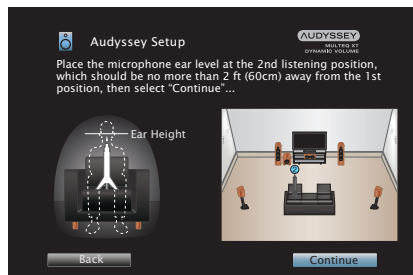 Audyssey Setup
AUDYSSEY
MULTEQ XT
DYNAMIC VOLUME
Place the microphone ear level at the 2nd listening position,
which should be no more than 2 ft (60cm) away from the 1st
position, then select “Continue”...
Ear Height
2
Back
Continue